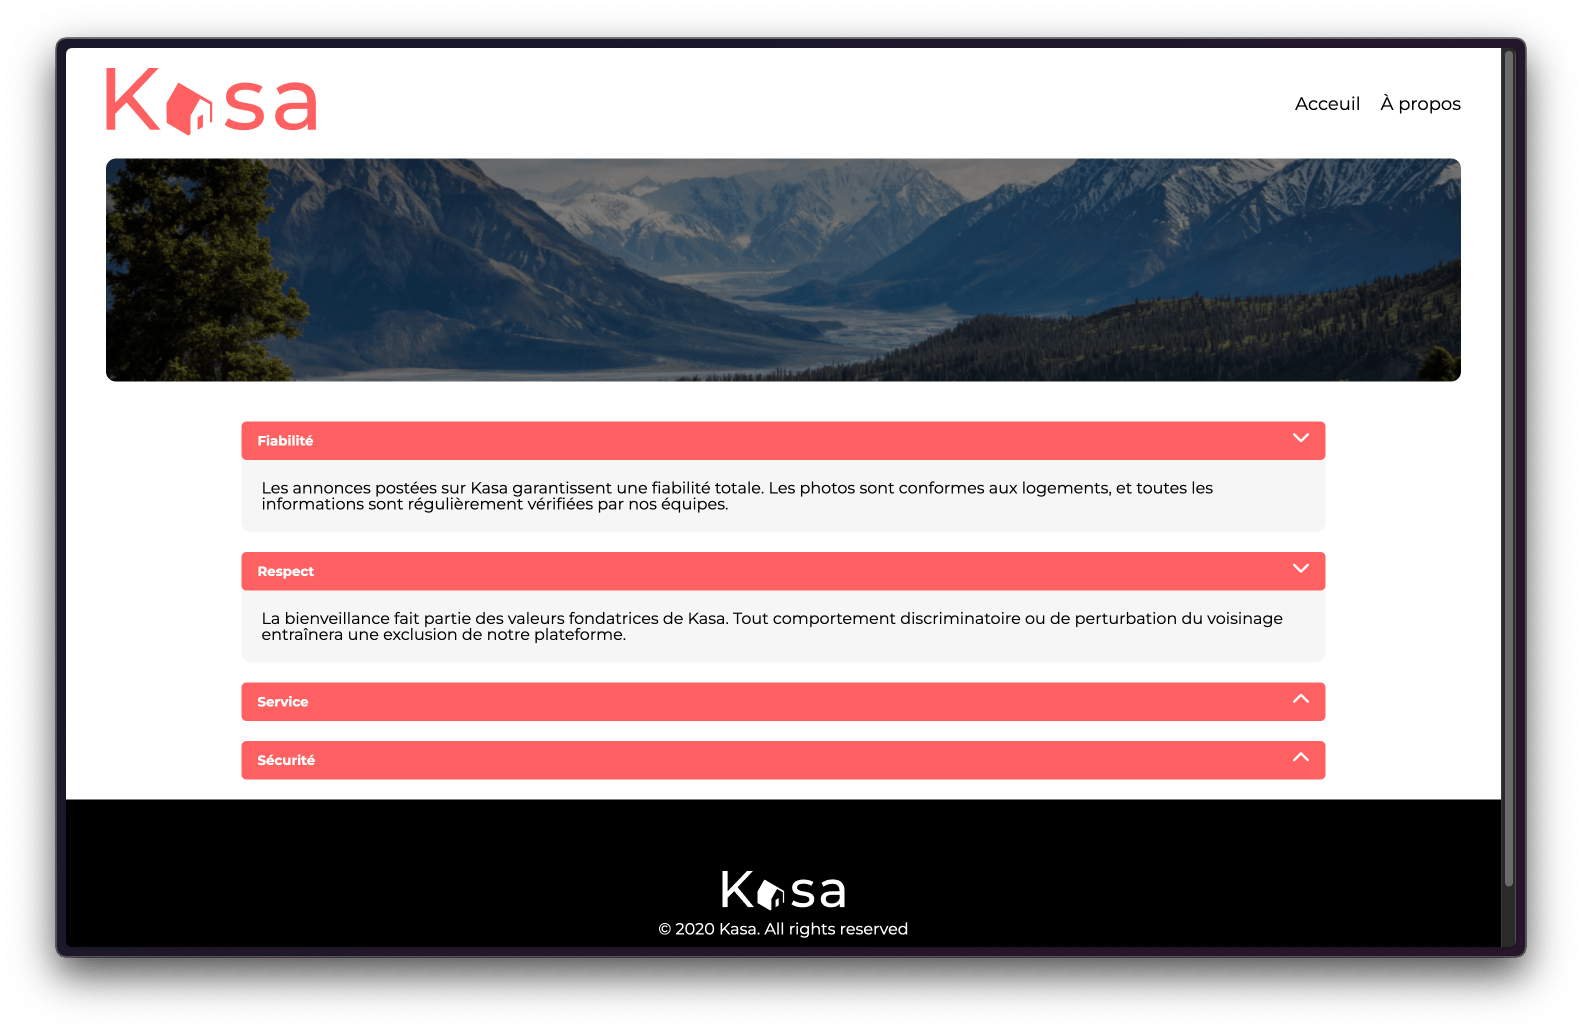 Kasa
Acceuil À propos
Fiabilité
Les annonces postées sur Kasa garantissent une fiabilité totale. Les photos sont conformes aux logements, et toutes les
informations sont régulièrement vérifiées par nos équipes.
Respect
La bienveillance fait partie des valeurs fondatrices de Kasa. Tout comportement discriminatoire ou de perturbation du voisinage
entraînera une exclusion de notre plateforme.
Service
Sécurité
Kasa
© 2020 Kasa. All rights reserved